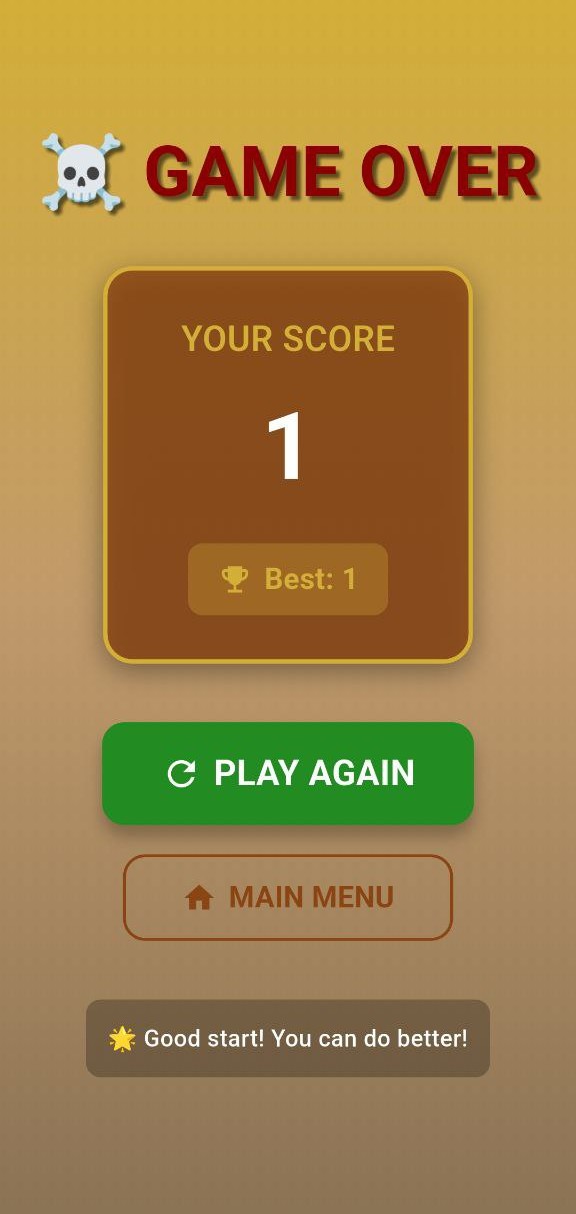 GAME OVER
YOUR SCORE
1
Best: 1
PLAY AGAIN
MAIN MENU
Good start! You can do better!